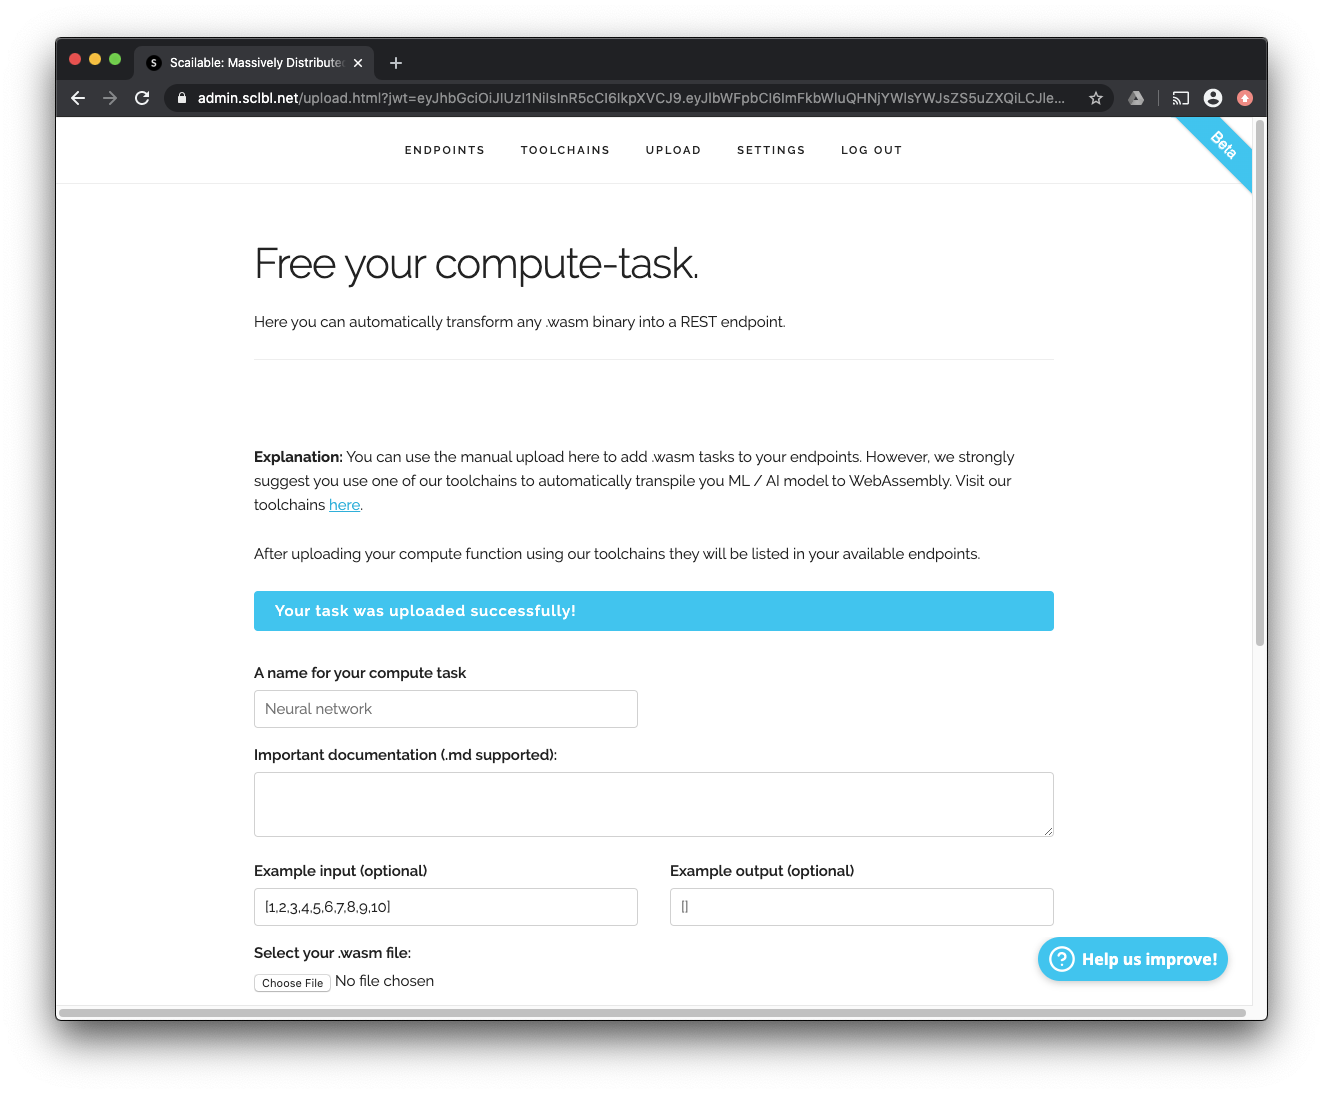 S Scailable: Massively Distribute
admin.sclbl.net/upload.html?jwt=
ENDPOINTS TOOLCHAINS UPLOAD SETTINGS LOG OUT
Beta
Free your compute-task.
Here you can automatically transform any .wasm binary into a REST endpoint.
Explanation: You can use the manual upload here to add .wasm tasks to your endpoints. However, we strongly
suggest you use one of our toolchains to automatically transpile you ML / AI model to WebAssembly. Visit our
toolchains here.
After uploading your compute function using our toolchains they will be listed in your available endpoints.
Your task was uploaded successfully!
A name for your compute task
Neural network
Important documentation (.md supported):
Example input (optional) Example output (optional)
[1,2,3,4,5,6,7,8,9,10] []
Select your .wasm file:
Choose File No file chosen
Help us improve!